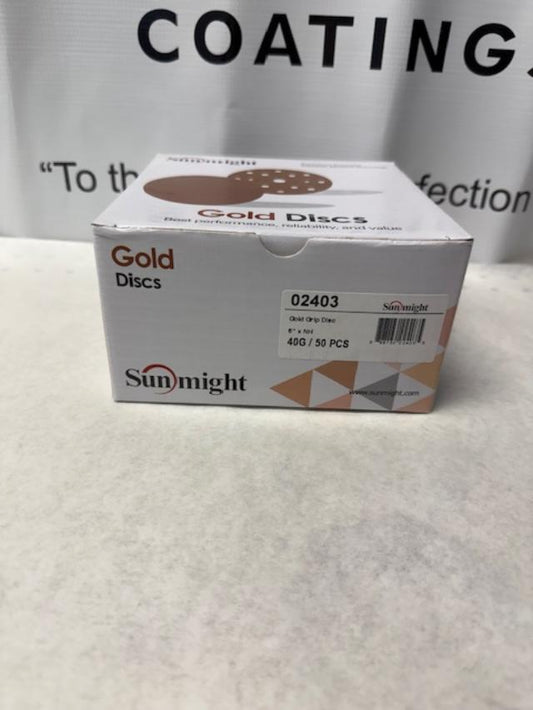 COATING
“To th
fection
Sunmight
Gold Discs
Best performance, reliability, and value
Gold
Discs
02403
Sunmight
Gold Grip Disc
6" x NH
40G / 50 PCS
Sunmight
www.sunmight.com